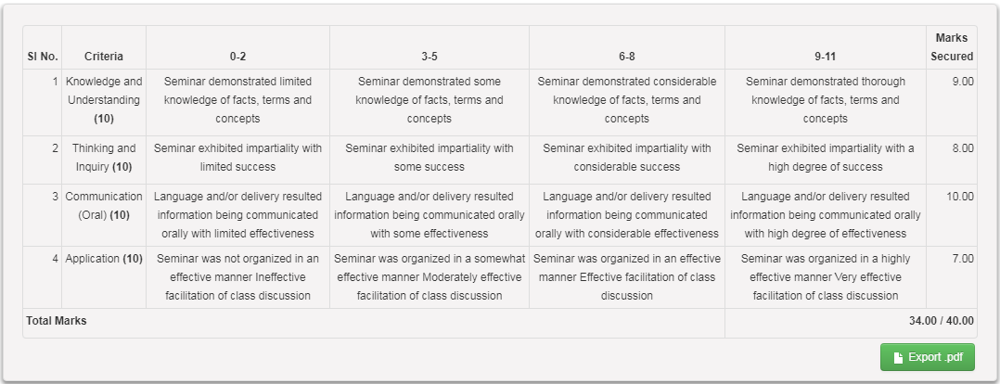 Marks
Sl No. Criteria 0-2 3-5 6-8 9-11 Secured
1 Knowledge and Seminar demonstrated limited Seminar demonstrated some Seminar demonstrated considerable Seminar demonstrated thorough 9.00
Understanding knowledge of facts, terms and knowledge of facts, terms and knowledge of facts, terms and knowledge of facts, terms and
(10) concepts concepts concepts concepts
2 Thinking and Seminar exhibited impartiality with Seminar exhibited impartiality with Seminar exhibited impartiality with Seminar exhibited impartiality with a 8.00
Inquiry (10) limited success some success considerable success high degree of success
3 Communication Language and/or delivery resulted Language and/or delivery resulted Language and/or delivery resulted Language and/or delivery resulted 10.00
(Oral) (10) information being communicated information being communicated orally information being communicated information being communicated orally
orally with limited effectiveness with some effectiveness orally with considerable effectiveness with high degree of effectiveness
4 Application (10) Seminar was not organized in an Seminar was organized in a somewhat Seminar was organized in an effective Seminar was organized in a highly 7.00
effective manner Ineffective effective manner Moderately effective manner Effective facilitation of class effective manner Very effective
facilitation of class discussion facilitation of class discussion discussion facilitation of class discussion
Total Marks 34.00 / 40.00
Export .pdf